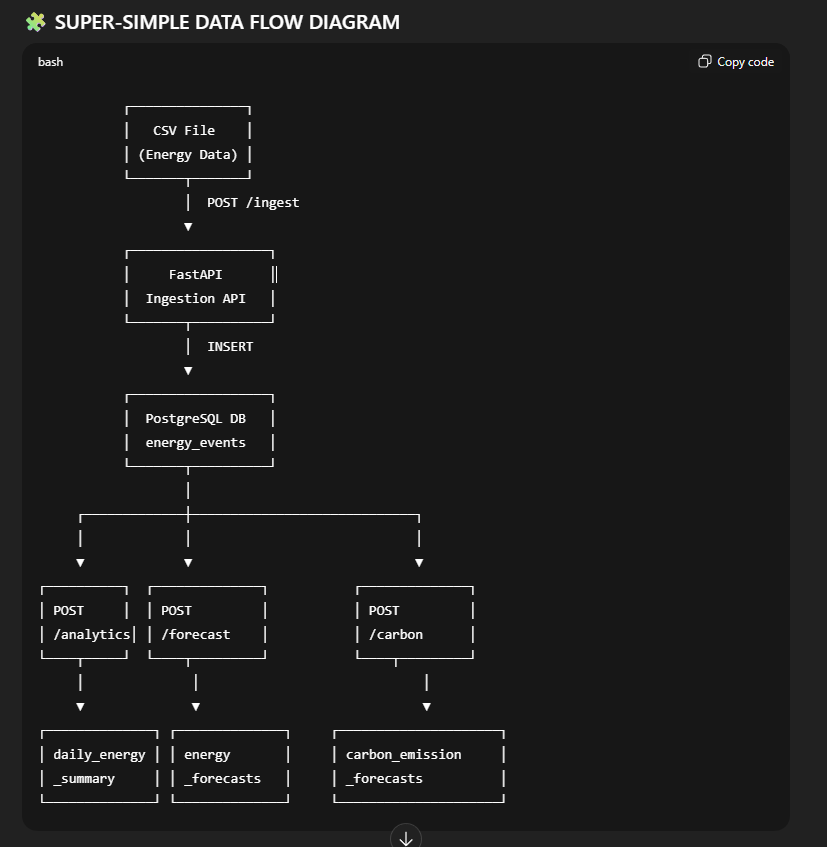 SUPER-SIMPLE DATA FLOW DIAGRAM
bash
Copy code
CSV File
(Energy Data)
POST /ingest
FastAPI
Ingestion API
INSERT
PostgreSQL DB
energy_events
POST
/analytics
POST
/forecast
POST
/carbon
daily_energy
_summary
energy
_forecasts
carbon_emission
_forecasts